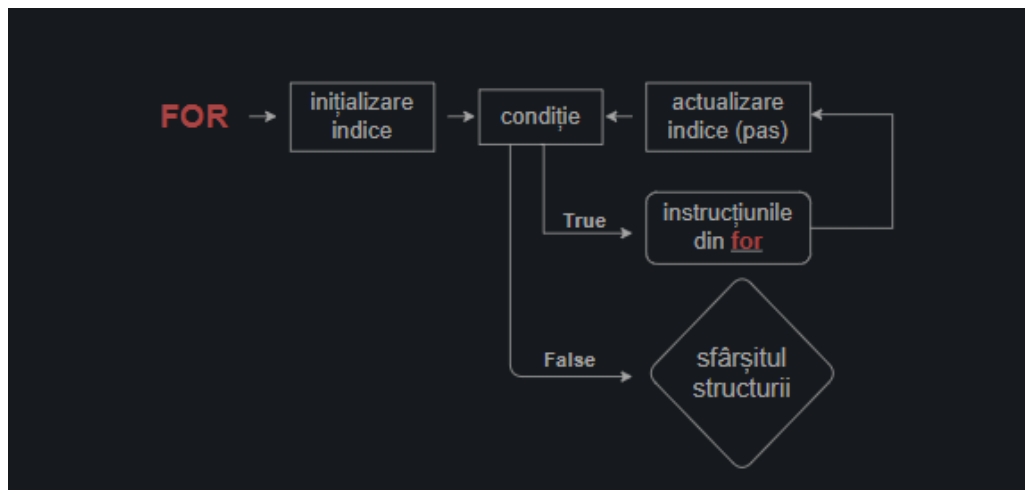 FOR
inițializare
indice
condiție
actualizare
indice (pas)
True
instrucțiunile
din for
False
sfârșitul
structurii